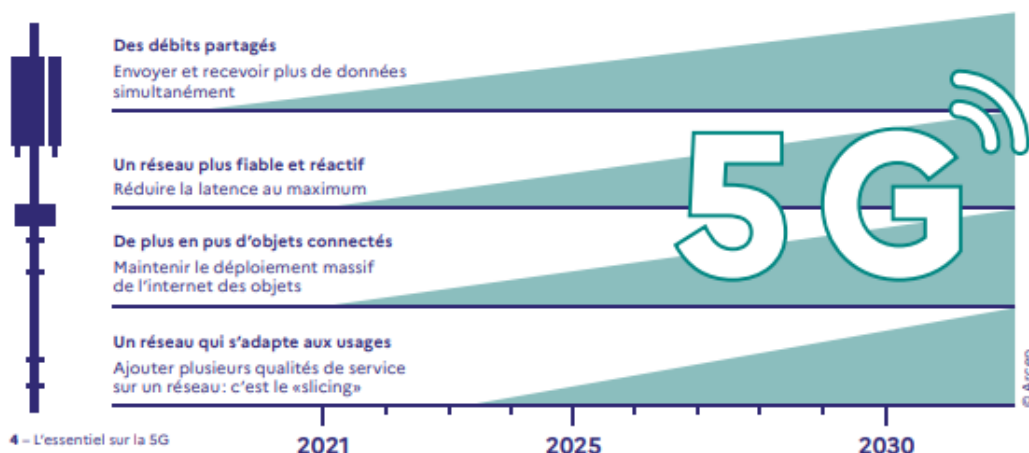 Des débits partagés
Envoyer et recevoir plus de données
simultanément
Un réseau plus fiable et réactif
Réduire la latence au maximum
De plus en pus d'objets connectés
Maintenir le déploiement massif
de l'internet des objets
Un réseau qui s'adapte aux usages
Ajouter plusieurs qualités de service
sur un réseau: c'est le «slicing»
5G
© Arcep
4 – L'essentiel sur la 5G
2021
2025
2030